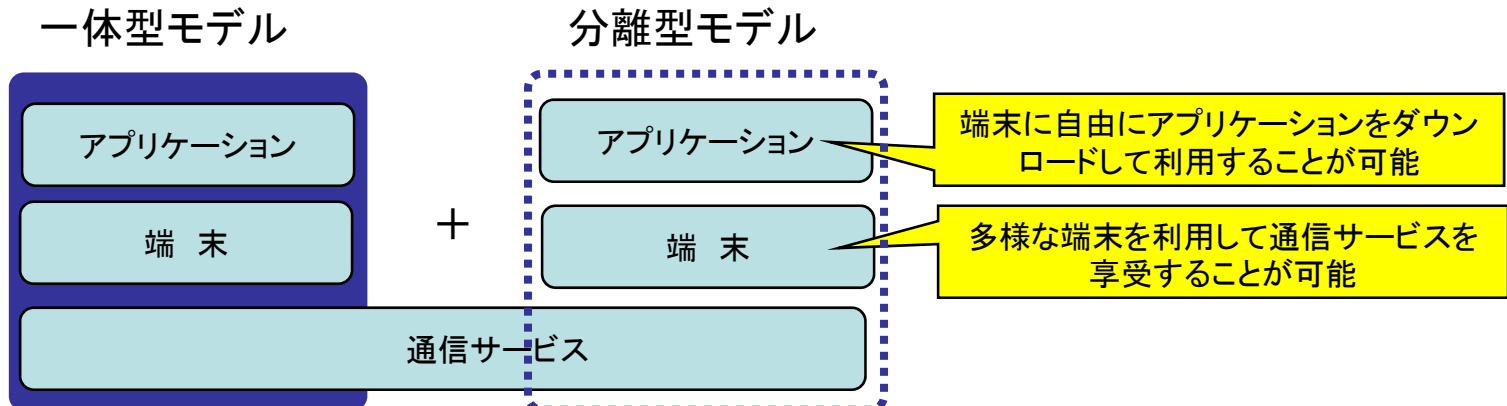 一体型モデル
分離型モデル
アプリケーション
端 末
＋
アプリケーション
端 末
通信サービス
端末に自由にアプリケーションをダウン
ロードして利用することが可能
多様な端末を利用して通信サービスを
享受することが可能